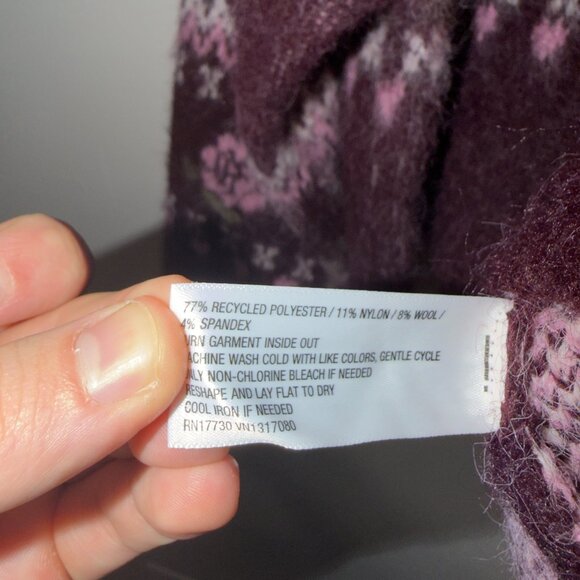 77% RECYCLED POLYESTER / 11% NYLON / 8% WOOL /
4% SPANDEX
URN GARMENT INSIDE OUT
ACHINE WASH COLD WITH LIKE COLORS, GENTLE CYCLE
ONLY NON-CHLORINE BLEACH IF NEEDED
RESHAPE AND LAY FLAT TO DRY
COOL IRON IF NEEDED
RN17730 VN1317080